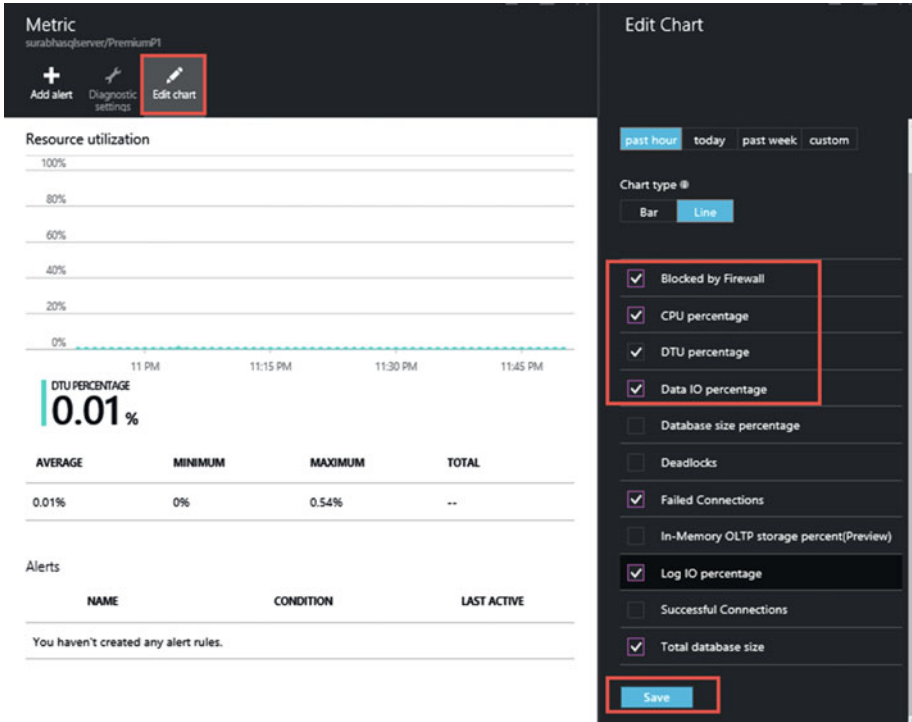 Metric
surabhasqlserver/PremiumP1
Add alert
Diagnostic settings
Edit chart
Resource utilization
100%
80%
60%
40%
20%
0%
11 PM 11:15 PM 11:30 PM 11:45 PM
DTU PERCENTAGE
0.01 %
AVERAGE MINIMUM MAXIMUM TOTAL
0.01% 0% 0.54% --
Alerts
NAME CONDITION LAST ACTIVE
You haven't created any alert rules.
Edit Chart
past hour today past week custom
Chart type
Bar Line
Blocked by Firewall
CPU percentage
DTU percentage
Data IO percentage
Database size percentage
Deadlocks
Failed Connections
In-Memory OLTP storage percent(Preview)
Log IO percentage
Successful Connections
Total database size
Save